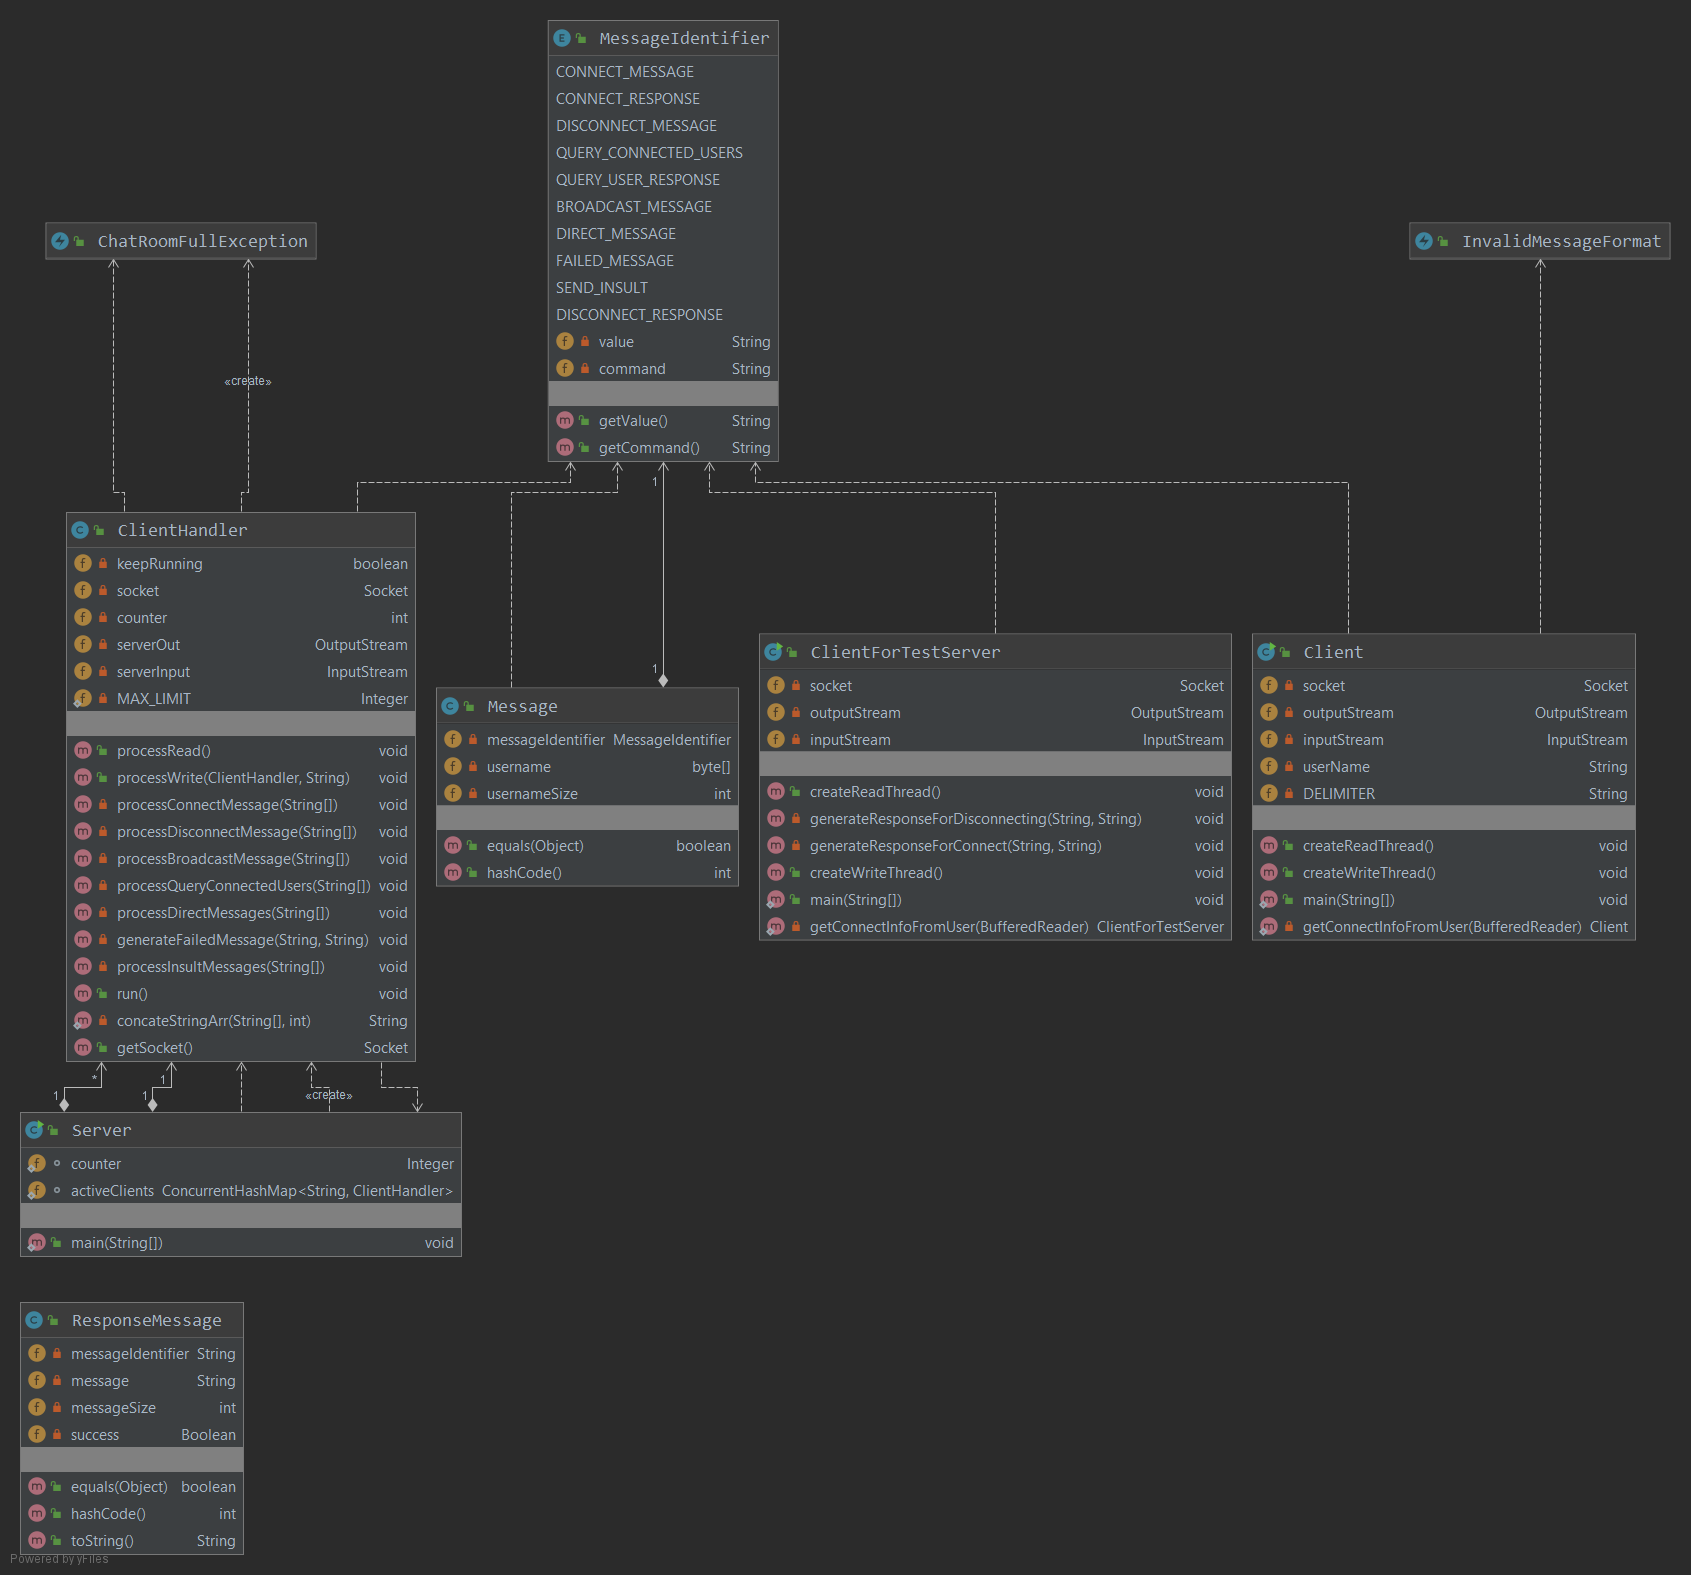 MessageIdentifier
CONNECT_MESSAGE
CONNECT_RESPONSE
DISCONNECT_MESSAGE
QUERY_CONNECTED_USERS
QUERY_USER_RESPONSE
BROADCAST_MESSAGE
DIRECT_MESSAGE
FAILED_MESSAGE
SEND_INSULT
DISCONNECT_RESPONSE
value String
command String
getValue() String
getCommand() String
ChatRoomFullException
InvalidMessageFormat
«create»
1
1
ClientHandler
keepRunning boolean
socket Socket
counter int
serverOut OutputStream
serverInput InputStream
MAX_LIMIT Integer
processRead() void
processWrite(ClientHandler, String) void
processConnectMessage(String[]) void
processDisconnectMessage(String[]) void
processBroadcastMessage(String[]) void
processQueryConnectedUsers(String[]) void
processDirectMessages(String[]) void
generateFailedMessage(String, String) void
processInsultMessages(String[]) void
run() void
concateStringArr(String[], int) String
getSocket() Socket
Message
messageIdentifier MessageIdentifier
username byte[]
usernameSize int
equals(Object) boolean
hashCode() int
ClientForTestServer
socket Socket
outputStream OutputStream
inputStream InputStream
createReadThread() void
generateResponseForDisconnecting(String, String) void
generateResponseForConnect(String, String) void
createWriteThread() void
main(String[]) void
getConnectInfoFromUser(BufferedReader) ClientForTestServer
Client
socket Socket
outputStream OutputStream
inputStream InputStream
userName String
DELIMITER String
createReadThread() void
createWriteThread() void
main(String[]) void
getConnectInfoFromUser(BufferedReader) Client
* 1
1 1 «create»
Server
counter Integer
activeClients ConcurrentHashMap<String, ClientHandler>
main(String[]) void
ResponseMessage
messageIdentifier String
message String
messageSize int
success Boolean
equals(Object) boolean
hashCode() int
toString() String
Powered by yFiles